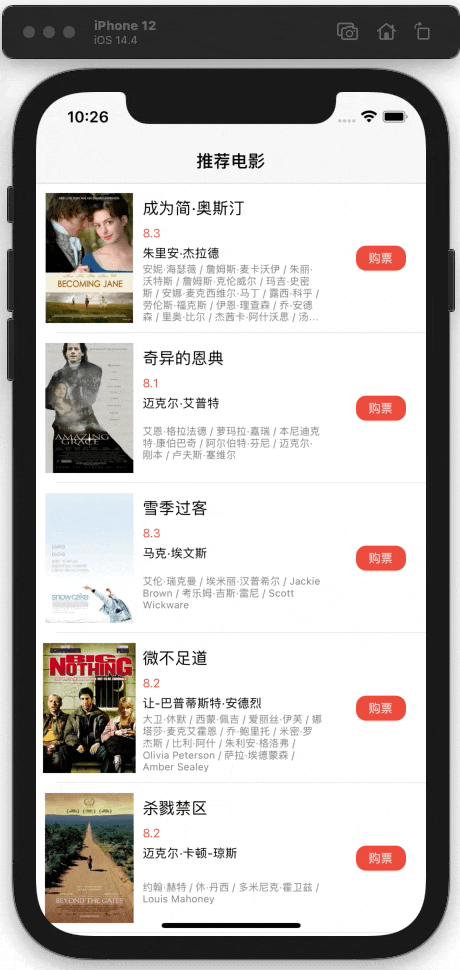 iPhone 12
iOS 14.4
10:26
推荐电影
BECOMING JANE
成为简·奥斯汀
8.3
朱里安·杰拉德
安妮·海瑟薇 / 詹姆斯·麦卡沃伊 / 朱丽·
沃特斯 / 詹姆斯·克伦威尔 / 玛吉·史密
斯 / 安娜·麦克西维尔·马丁 / 露西·科平 /
劳伦斯·福克斯 / 伊恩·理查森 / 乔·安德
森 / 里奥·比尔 / 杰茜卡·阿什沃思 / 汤...
购票
AMAZING
GRACE
奇异的恩典
8.1
迈克尔·艾普特
艾恩·格拉法德 / 萝玛拉·嘉瑞 / 本尼迪克
特·康伯巴奇 / 阿尔伯特·芬尼 / 迈克尔·
刚本 / 卢夫斯·塞维尔
购票
snow cake
雪季过客
8.3
马克·埃文斯
艾伦·瑞克曼 / 埃米丽·汉普希尔 / Jackie
Brown / 考乐姆·吉斯·雷尼 / Scott
Wickware
购票
BIG
NOTHING
微不足道
8.2
让-巴普蒂斯特·安德烈
大卫·休默 / 西蒙·佩吉 / 爱丽丝·伊芙 / 娜
塔莎·麦克艾霍恩 / 乔·鲍里托 / 米密·罗
杰斯 / 比利·阿什 / 朱利安·格洛弗 /
Olivia Peterson / 萨拉·埃德蒙森 /
Amber Sealey
购票
BEYOND THE GATES
杀戮禁区
8.2
迈克尔·卡顿-琼斯
约翰·赫特 / 休·丹西 / 多米尼克·霍卫兹 /
Louis Mahoney
购票